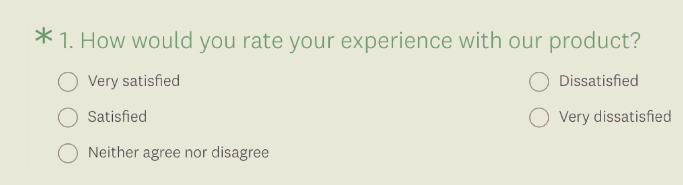 * 1. How would you rate your experience with our product?
Very satisfied
Satisfied
Neither agree nor disagree
Dissatisfied
Very dissatisfied